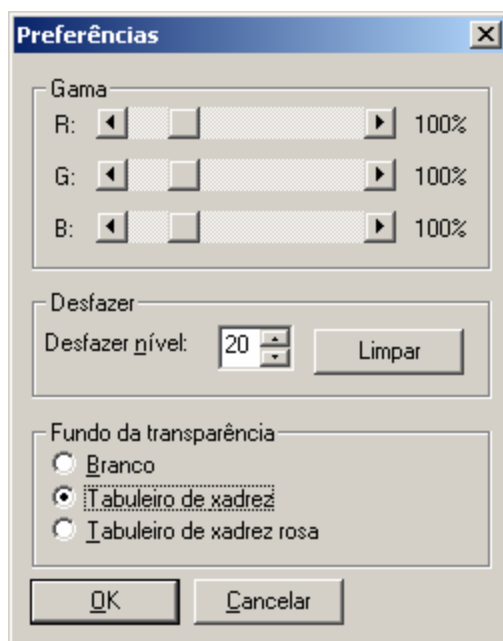 Preferências
Gama
R: 100%
G: 100%
B: 100%
Desfazer
Desfazer nível: 20 Limpar
Fundo da transparência
Branco
Tabuleiro de xadrez
Tabuleiro de xadrez rosa
OK Cancelar